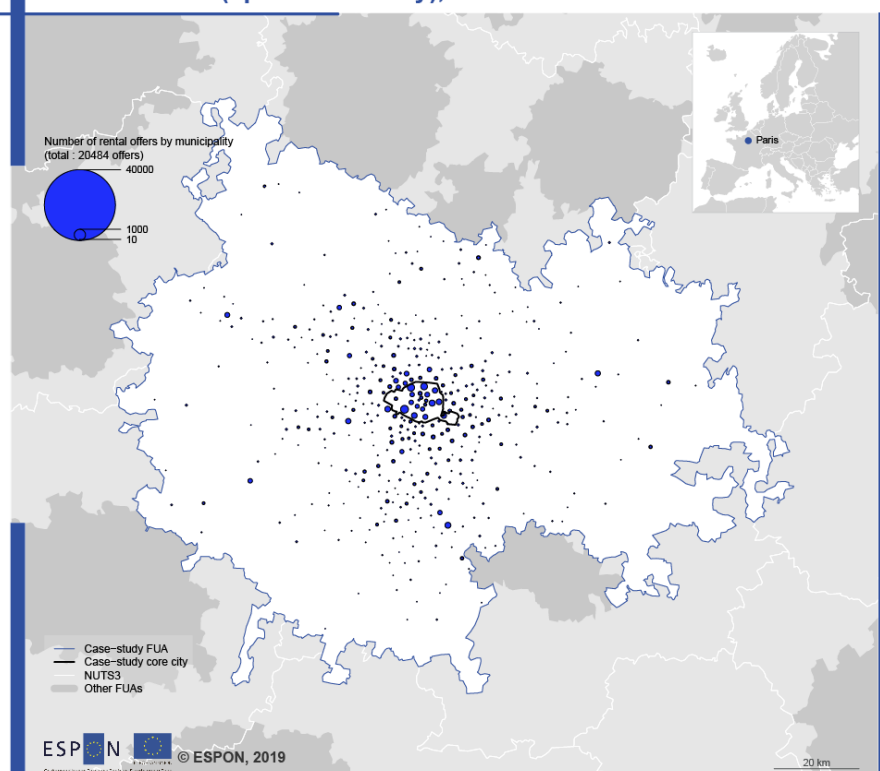 Paris
Number of rental offers by municipality
(total : 20484 offers)
40000
1000
10
Case−study FUA
Case−study core city
NUTS3
Other FUAs
ESPON
© ESPON, 2019
20 km